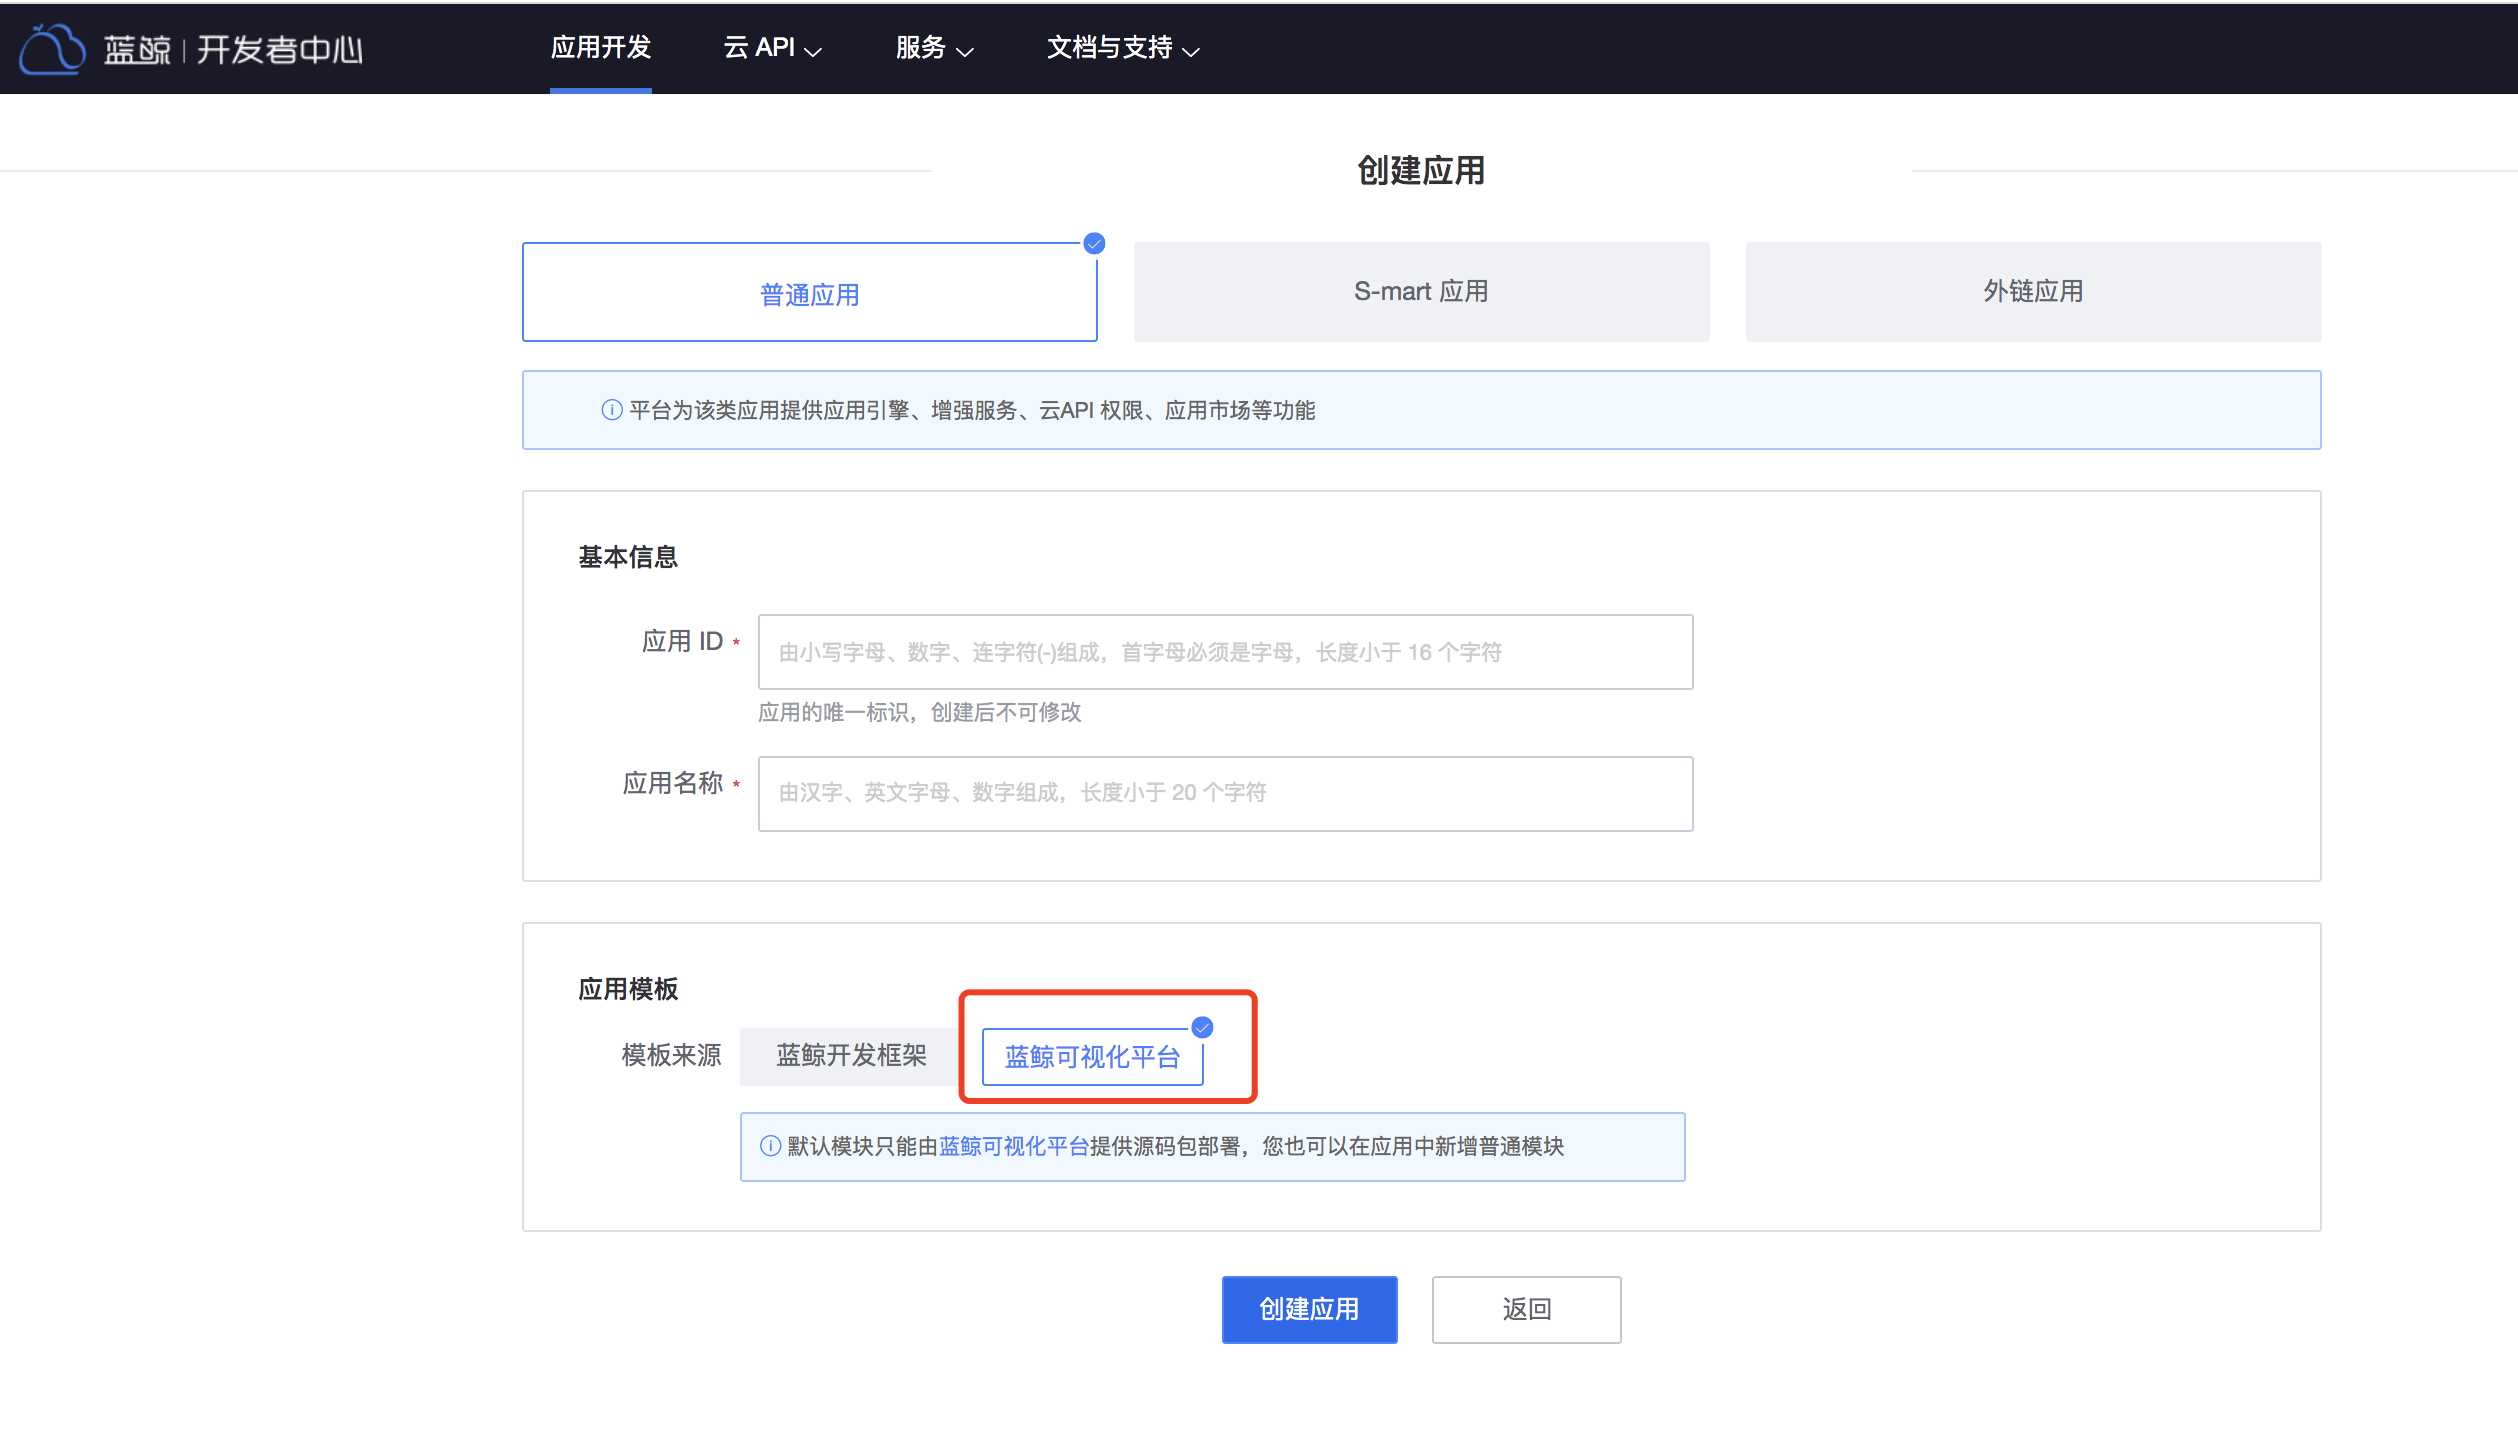 蓝鲸 | 开发者中心
应用开发
云 API
服务
文档与支持
创建应用
普通应用
S-mart 应用
外链应用
平台为该类应用提供应用引擎、增强服务、云API 权限、应用市场等功能
基本信息
应用 ID *
由小写字母、数字、连字符(-)组成，首字母必须是字母，长度小于 16 个字符
应用的唯一标识，创建后不可修改
应用名称 *
由汉字、英文字母、数字组成，长度小于 20 个字符
应用模板
模板来源
蓝鲸开发框架
蓝鲸可视化平台
默认模块只能由蓝鲸可视化平台提供源码包部署，您也可以在应用中新增普通模块
创建应用
返回